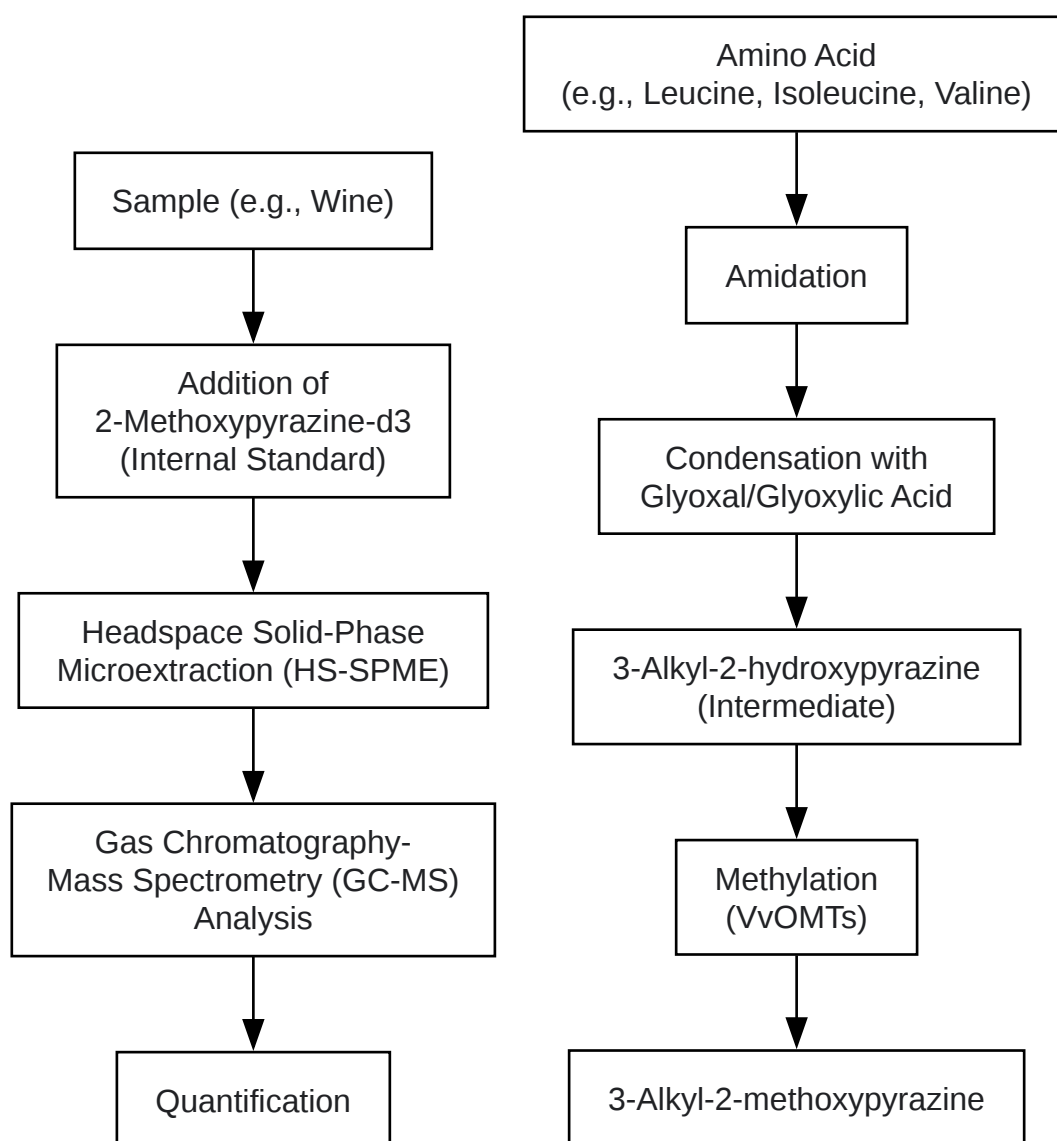 Sample (e.g., Wine)
Addition of
2-Methoxypyrazine-d3
(Internal Standard)
Headspace Solid-Phase
Microextraction (HS-SPME)
Gas Chromatography-
Mass Spectrometry (GC-MS)
Analysis
Quantification
Amino Acid
(e.g., Leucine, Isoleucine, Valine)
Amidation
Condensation with
Glyoxal/Glyoxylic Acid
3-Alkyl-2-hydroxypyrazine
(Intermediate)
Methylation
(VvOMTs)
3-Alkyl-2-methoxypyrazine